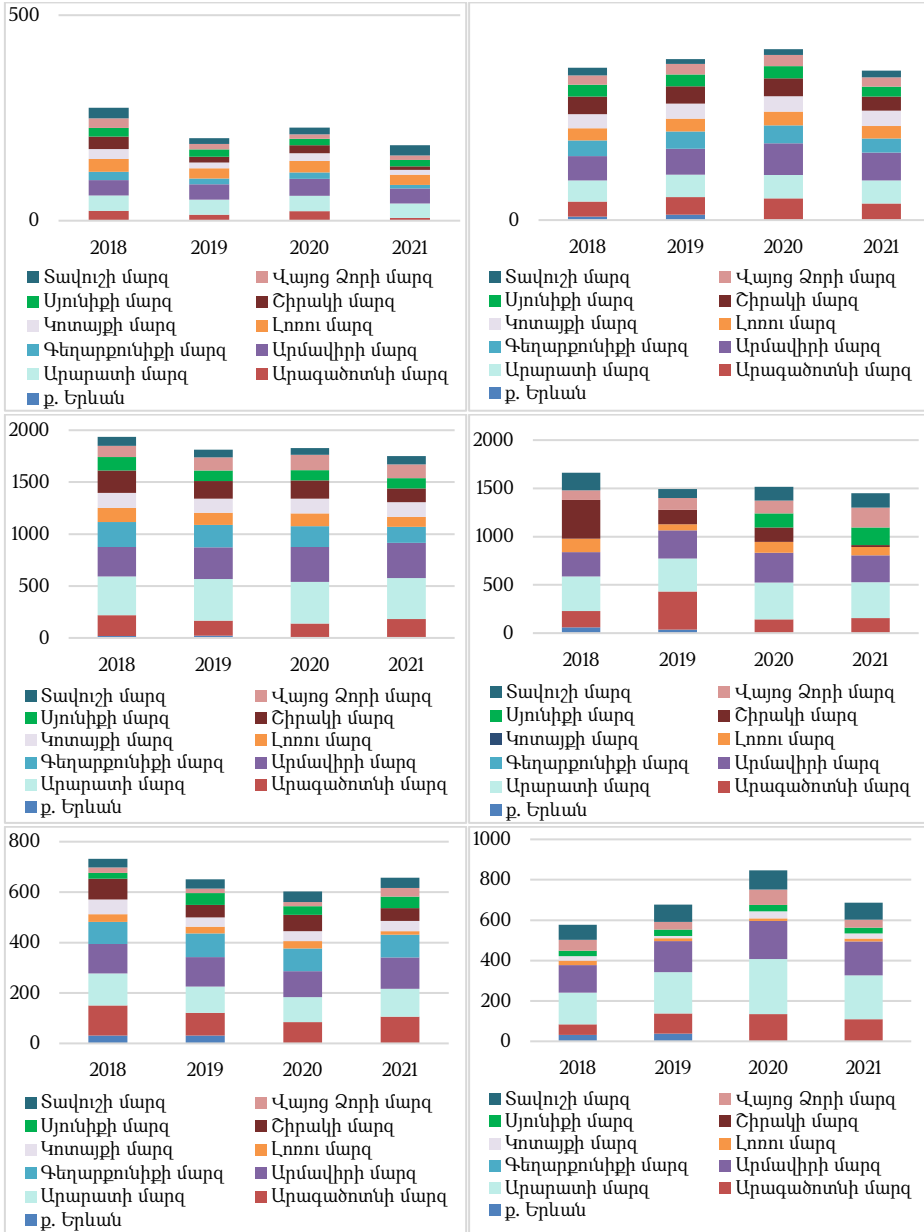 500
0
2018 2019 2020 2021
Տավուշի մարզ Վայոց Ձորի մարզ
Սյունիքի մարզ Շիրակի մարզ
Կոտայքի մարզ Լոռու մարզ
Գեղարքունիքի մարզ Արմավիրի մարզ
Արարատի մարզ Արագածոտնի մարզ
ք. Երևան
2018 2019 2020 2021
Տավուշի մարզ Վայոց Ձորի մարզ
Սյունիքի մարզ Շիրակի մարզ
Կոտայքի մարզ Լոռու մարզ
Գեղարքունիքի մարզ Արմավիրի մարզ
Արարատի մարզ Արագածոտնի մարզ
ք. Երևան
2000
1500
1000
500
0
2018 2019 2020 2021
Տավուշի մարզ Վայոց Ձորի մարզ
Սյունիքի մարզ Շիրակի մարզ
Կոտայքի մարզ Լոռու մարզ
Գեղարքունիքի մարզ Արմավիրի մարզ
Արարատի մարզ Արագածոտնի մարզ
ք. Երևան
2000
1500
1000
500
0
2018 2019 2020 2021
Տավուշի մարզ Վայոց Ձորի մարզ
Սյունիքի մարզ Շիրակի մարզ
Կոտայքի մարզ Լոռու մարզ
Գեղարքունիքի մարզ Արմավիրի մարզ
Արարատի մարզ Արագածոտնի մարզ
ք. Երևան
800
600
400
200
0
2018 2019 2020 2021
Տավուշի մարզ Վայոց Ձորի մարզ
Սյունիքի մարզ Շիրակի մարզ
Կոտայքի մարզ Լոռու մարզ
Գեղարքունիքի մարզ Արմավիրի մարզ
Արարատի մարզ Արագածոտնի մարզ
ք. Երևան
1000
800
600
400
200
0
2018 2019 2020 2021
Տավուշի մարզ Վայոց Ձորի մարզ
Սյունիքի մարզ Շիրակի մարզ
Կոտայքի մարզ Լոռու մարզ
Գեղարքունիքի մարզ Արմավիրի մարզ
Արարատի մարզ Արագածոտնի մարզ
ք. Երևան